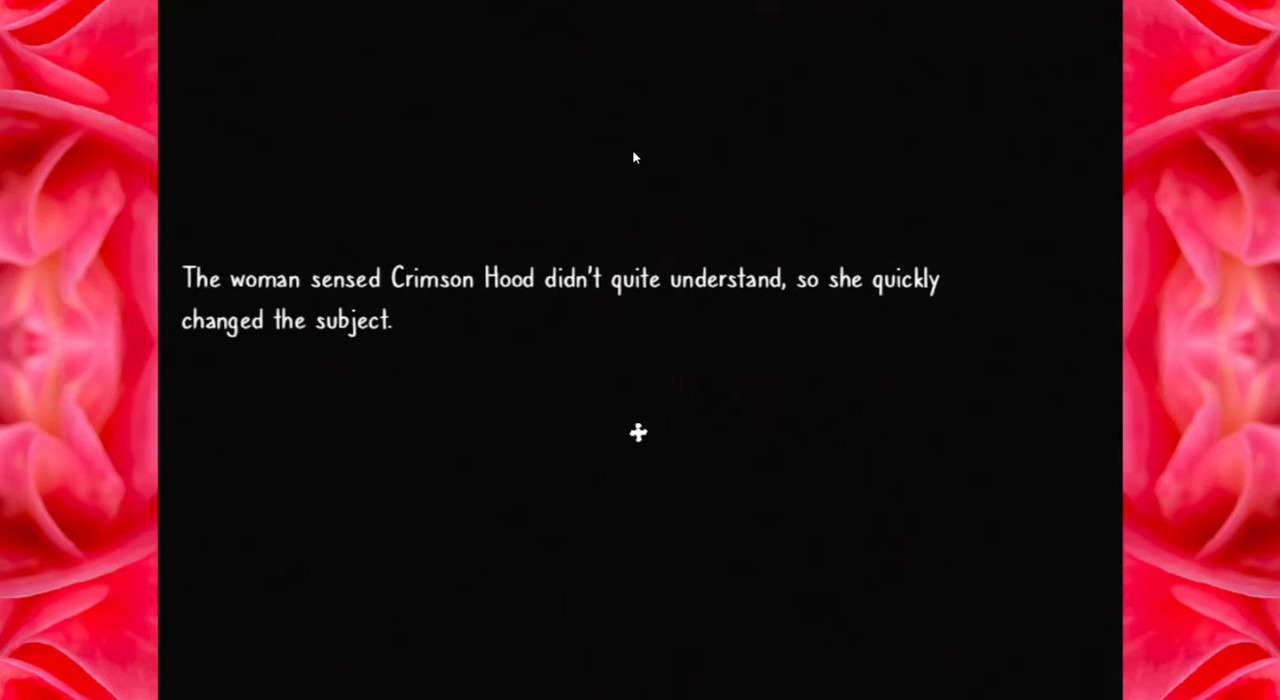 The woman sensed Crimson Hood didn't quite understand, so she quickly
changed the subject.